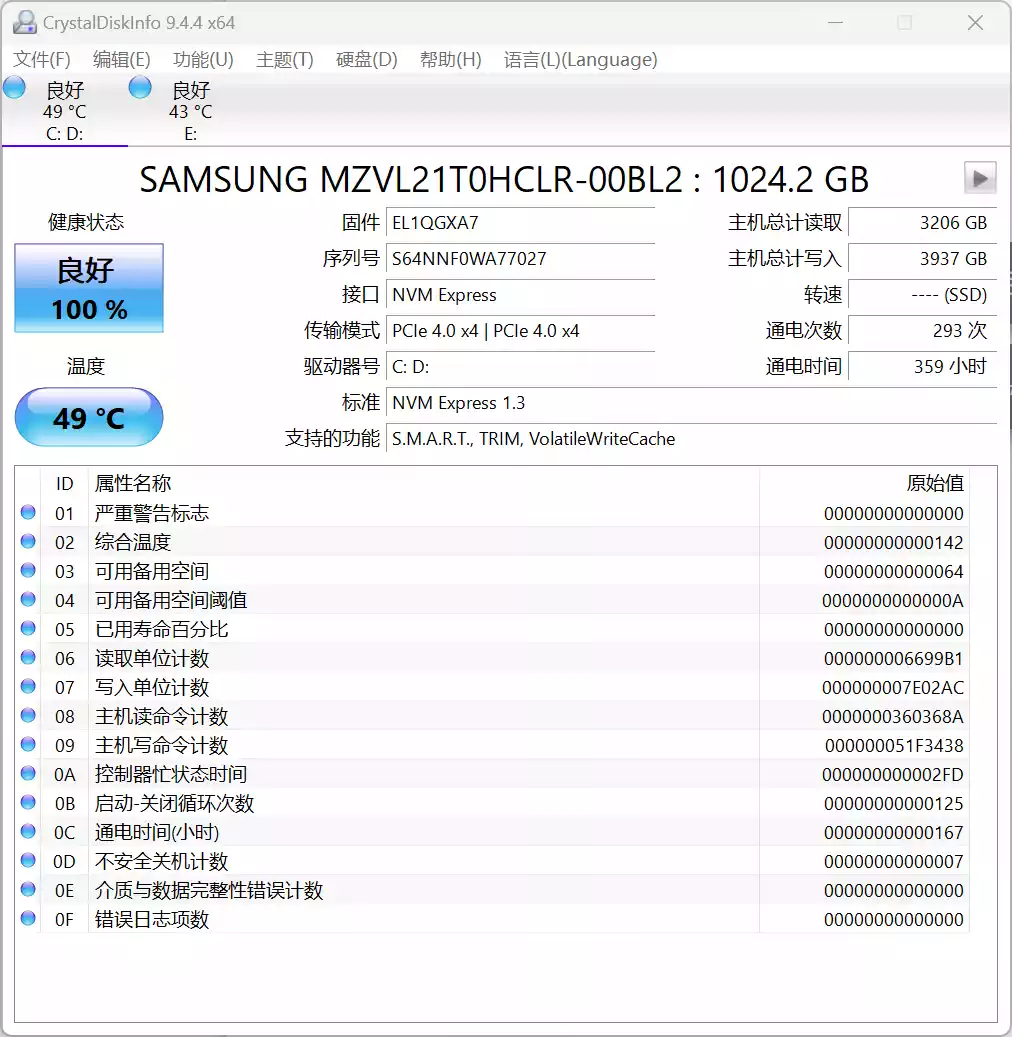 CrystalDiskInfo 9.4.4 x64
文件(F) 编辑(E) 功能(U) 主题(T) 硬盘(D) 帮助(H) 语言(L)(Language)
良好 良好
49 °C 43 °C
C: D: E:
SAMSUNG MZVL21T0HCLR-00BL2 : 1024.2 GB
健康状态 固件 EL1QGXA7 主机总计读取 3206 GB
良好 序列号 S64NNF0WA77027 主机总计写入 3937 GB
100 % 接口 NVM Express 转速 ---- (SSD)
传输模式 PCIe 4.0 x4 | PCIe 4.0 x4 通电次数 293 次
温度 驱动器号 C: D: 通电时间 359 小时
49 °C 标准 NVM Express 1.3
支持的功能 S.M.A.R.T., TRIM, VolatileWriteCache
ID 属性名称 原始值
01 严重警告标志 00000000000000
02 综合温度 00000000000142
03 可用备用空间 00000000000064
04 可用备用空间阈值 0000000000000A
05 已用寿命百分比 00000000000000
06 读取单位计数 000000006699B1
07 写入单位计数 000000007E02AC
08 主机读命令计数 0000000360368A
09 主机写命令计数 000000051F3438
0A 控制器忙状态时间 000000000002FD
0B 启动-关闭循环次数 00000000000125
0C 通电时间(小时) 00000000000167
0D 不安全关机计数 00000000000007
0E 介质与数据完整性错误计数 00000000000000
0F 错误日志项数 00000000000000